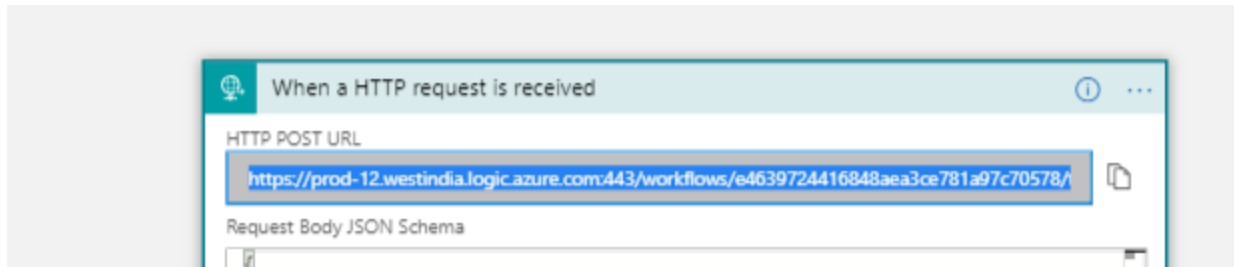 When a HTTP request is received
HTTP POST URL
https://prod-12.westindia.logic.azure.com:443/workflows/e4639724416848aea3ce781a97c70578/
Request Body JSON Schema
{